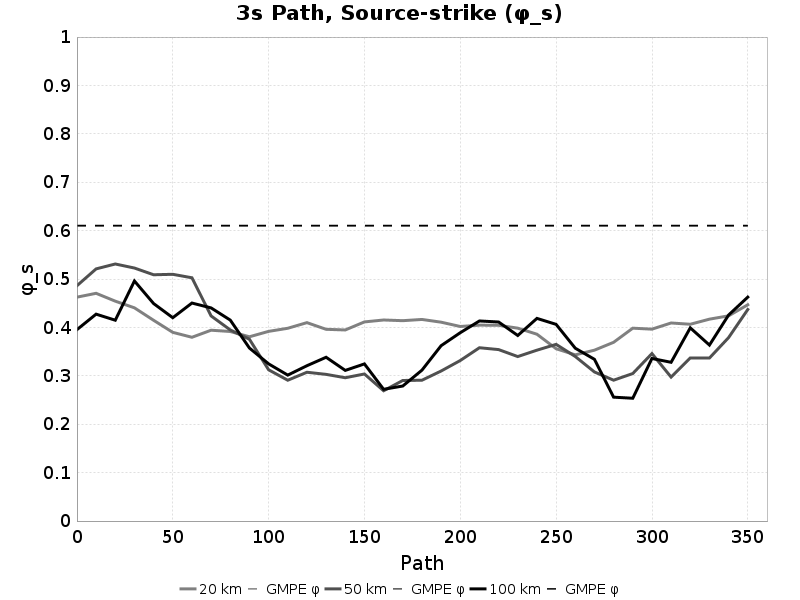 3s Path, Source-strike (φ_s)
1
0.9
0.8
0.7
0.6
0.5
0.4
0.3
0.2
0.1
0
φ_s
0 50 100 150 200 250 300 350
Path
20 km GMPE φ 50 km GMPE φ 100 km GMPE φ